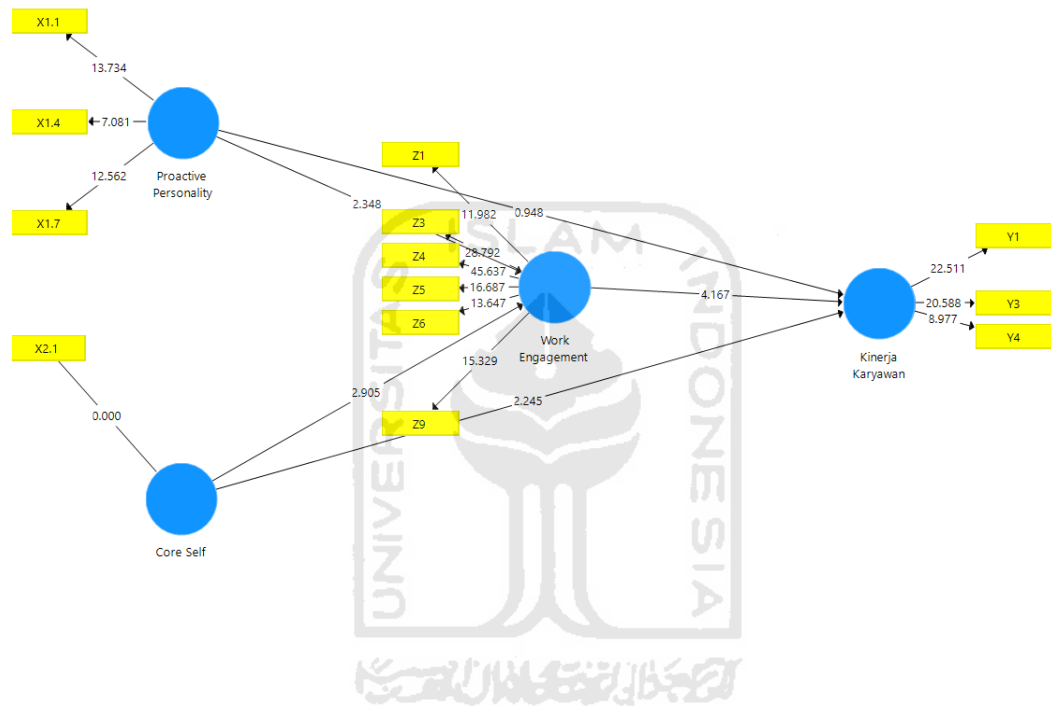 X1.1
13.734
X1.4
7.081
12.562
X1.7
Proactive
Personality
Z1
2.348
0.948
11.982
Z3
28.792
Z4
45.637
Z5
16.687
Z6
13.647
Work
Engagement
4.167
Y1
22.511
20.588
Y3
8.977
Y4
Kinerja
Karyawan
X2.1
0.000
15.329
2.905
2.245
Z9
Core Self
UNIVERSITAS
ISLAM
INDONESIA